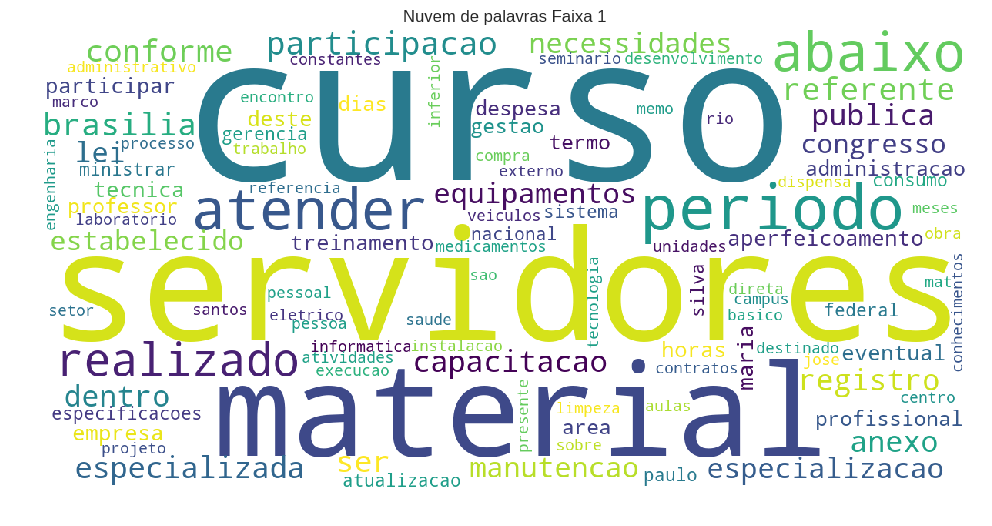 Nuvem de palavras Faixa 1
curso
servidores
material
periodo
atender
abaixo
realizado
participacao
necessidades
conforme
constantes
seminario
desenvolvimento
administrativo
participar
marco
encontro
dias
inferior
despesa
memo
rio
referente
publica
brasilia
deste
gestao
gerencia
termo
congresso
processo
trabalho
lei
compra
externo
administracao
ministrar
engenharia
tecnica
referencia
equipamentos
dispensa
consumo
professor
laboratorio
veiculos
sistema
meses
estabelecido
treinamento
nacional
medicamentos
unidades
aperfeicoamento
obra
sao
tecnologia
silva
direta
mat
conhecimentos
pessoal
campus
setor
santos
eletrico
pessoa
saude
basico
federal
informatica
instalacao
horas
maria
destinado
eventual
atividades
capacitacao
jose
execucao
contratos
registro
centro
dentro
presente
limpeza
aulas
especificacoes
profissional
empresa
area
projeto
sobre
anexo
especializada
ser
manutencao
paulo
especializacao
atualizacao